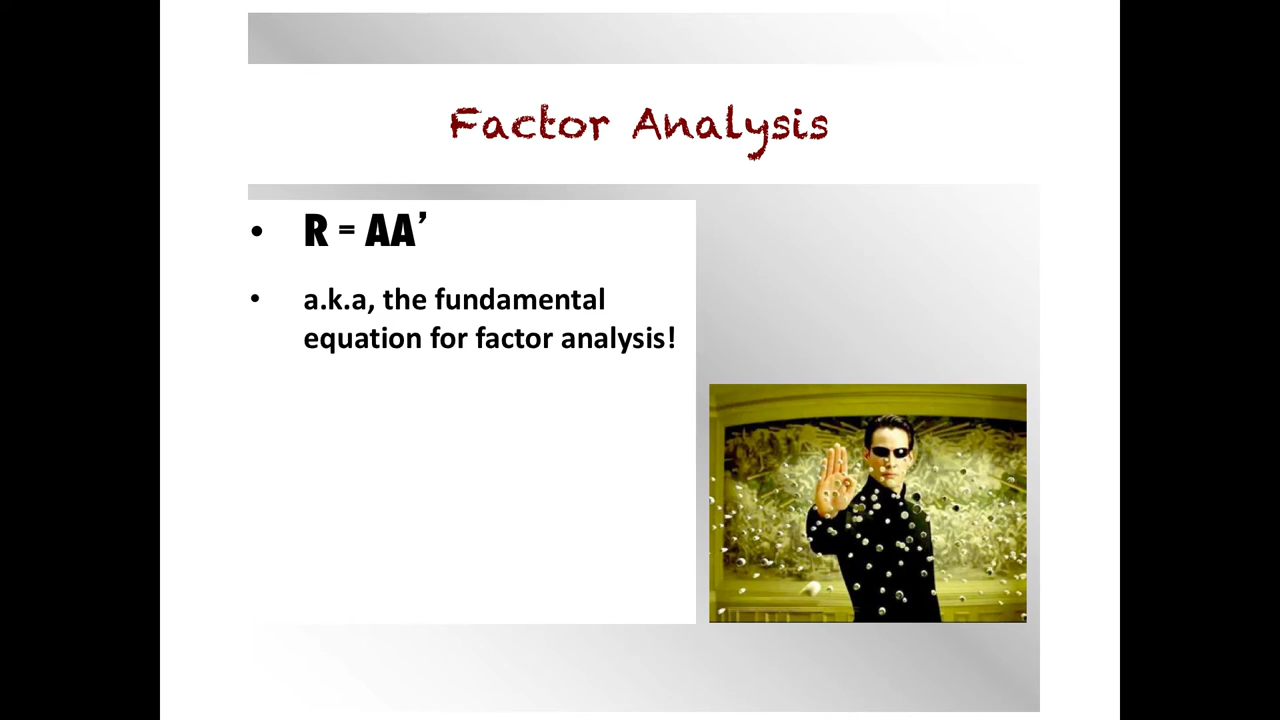 Factor Analysis
• R = AA’
• a.k.a, the fundamental
equation for factor analysis!